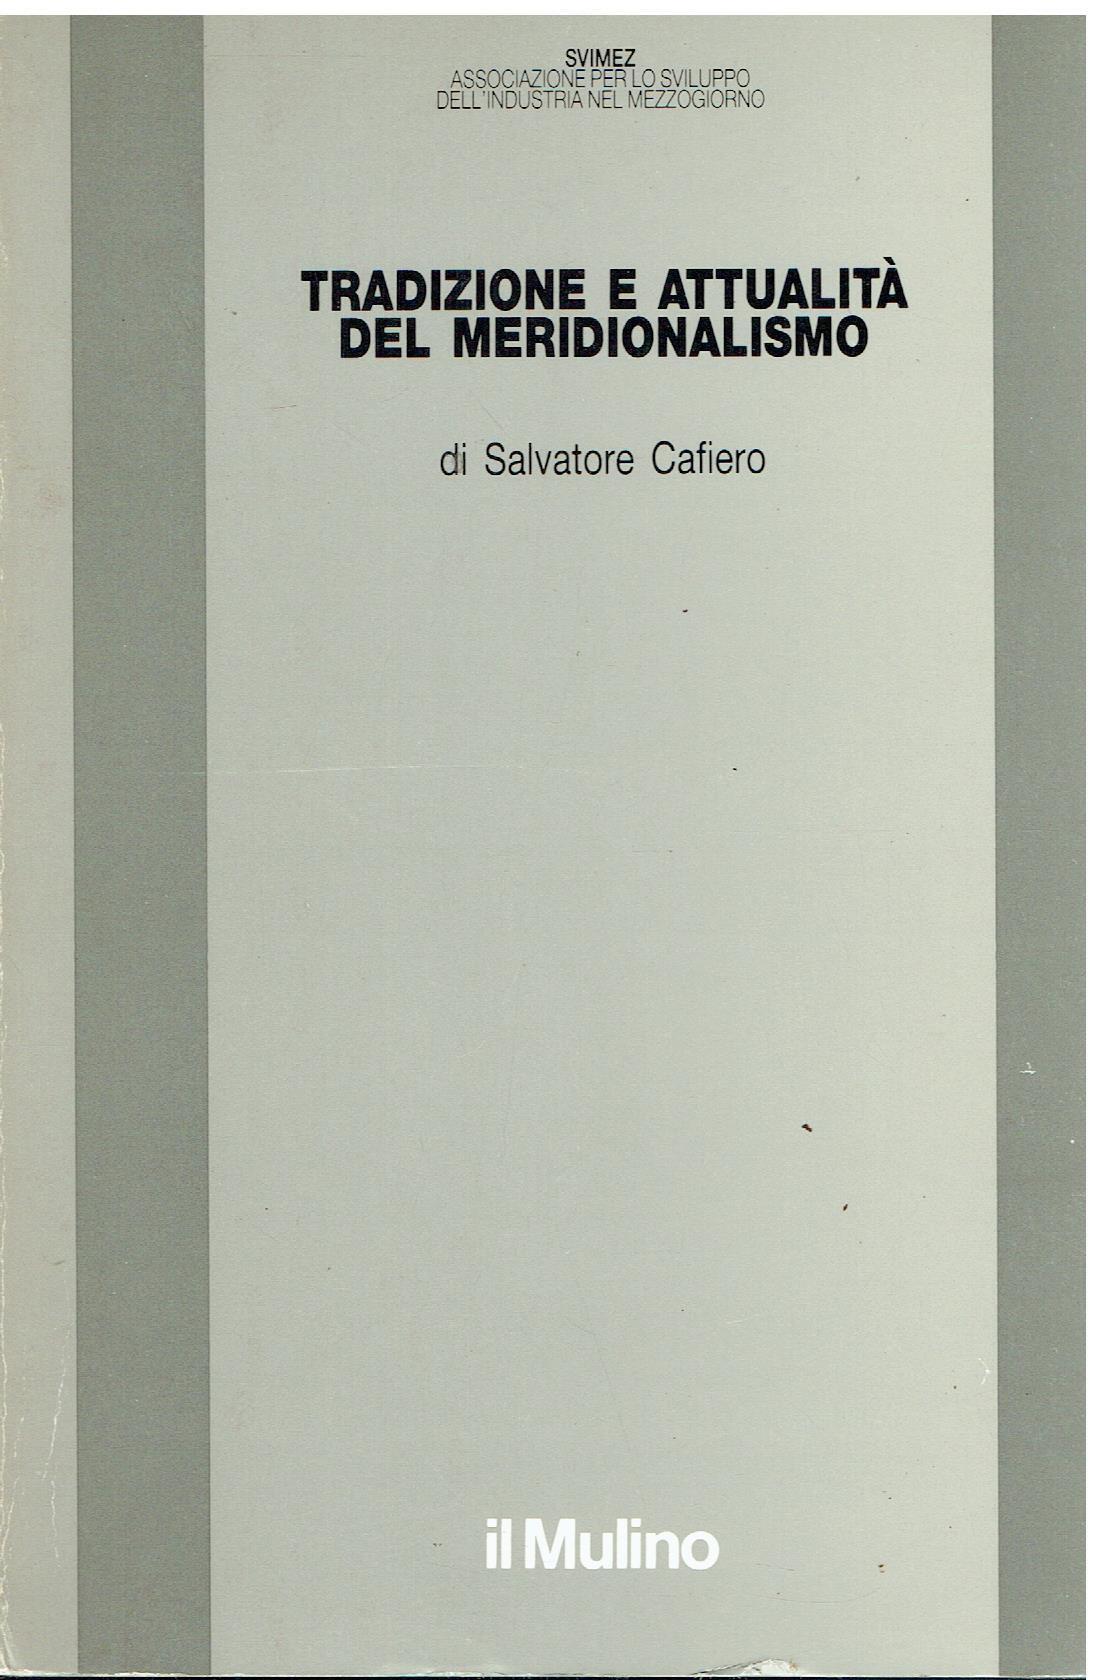 SVIMEZ
ASSOCIAZIONE PER LO SVILUPPO
DELL'INDUSTRIA NEL MEZZOGIORNO
TRADIZIONE E ATTUALITÀ
DEL MERIDIONALISMO
di Salvatore Cafiero
il Mulino